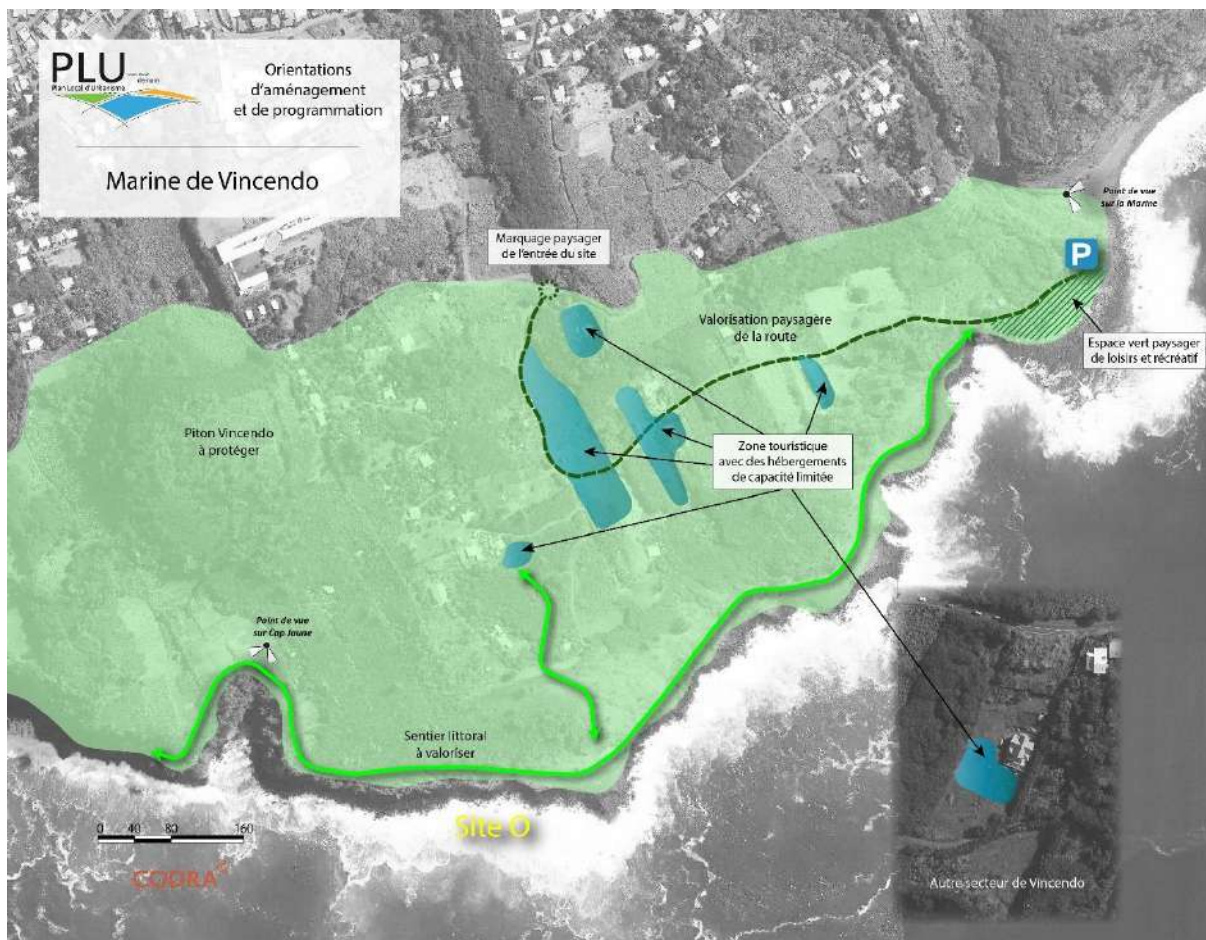 PLU
Plan Local d'Urbanisme
Orientations
d'aménagement
et de programmation
Marine de Vincendo
Point de vue
sur la Marine
P
Marquage paysager
de l'entrée du site
Valorisation paysagère
de la route
Espace vert paysager
de loisirs et récréatif
Piton Vincendo
à protéger
Zone touristique
avec des hébergements
de capacité limitée
Point de vue
sur Cap Jaune
Sentier littoral
à valoriser
Site O
0 40 80 160
CODRA
Autre secteur de Vincendo